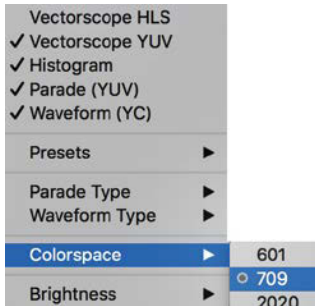 Vectorscope HLS
✓ Vectorscope YUV
✓ Histogram
✓ Parade (YUV)
✓ Waveform (YC)
Presets
Parade Type
Waveform Type
Colorspace
601
709
2020
Brightness